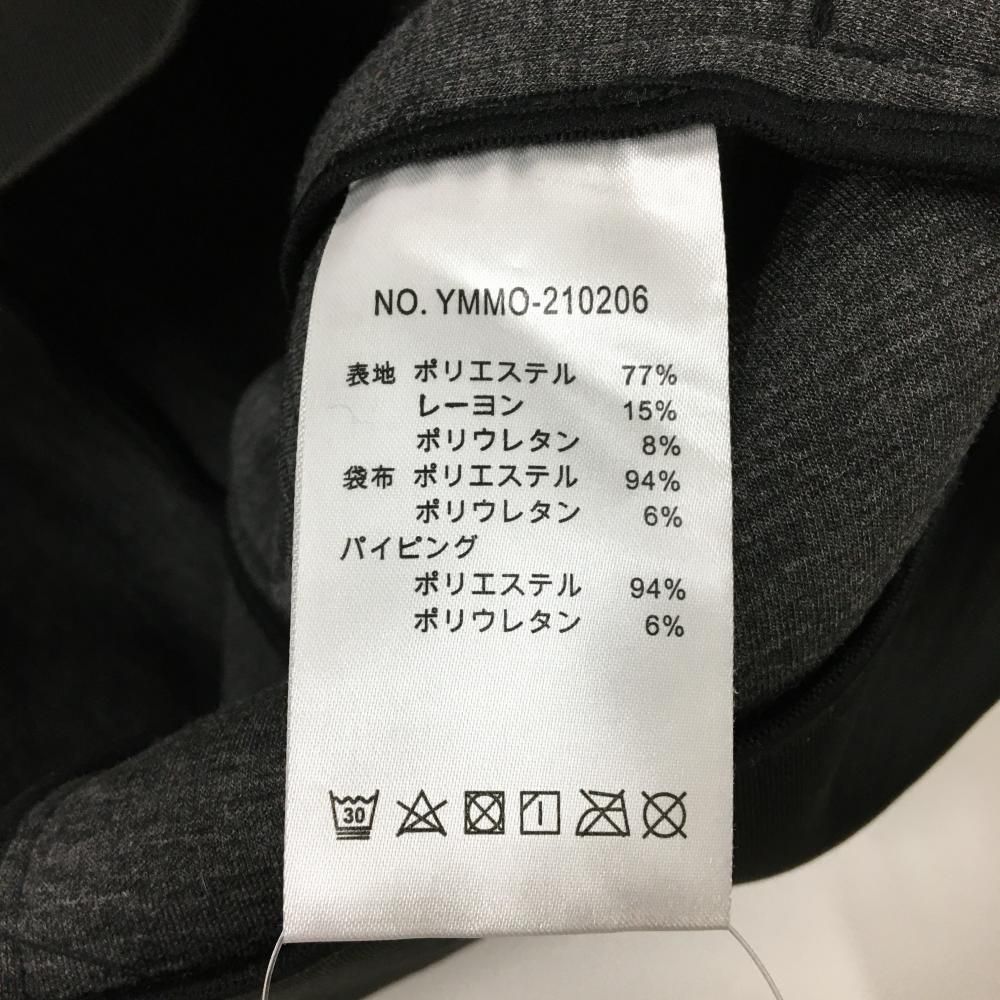 NO. YMMO-210206
表地 ポリエステル 77%
レーヨン 15%
ポリウレタン 8%
袋布 ポリエステル 94%
ポリウレタン 6%
パイピング
ポリエステル 94%
ポリウレタン 6%
30